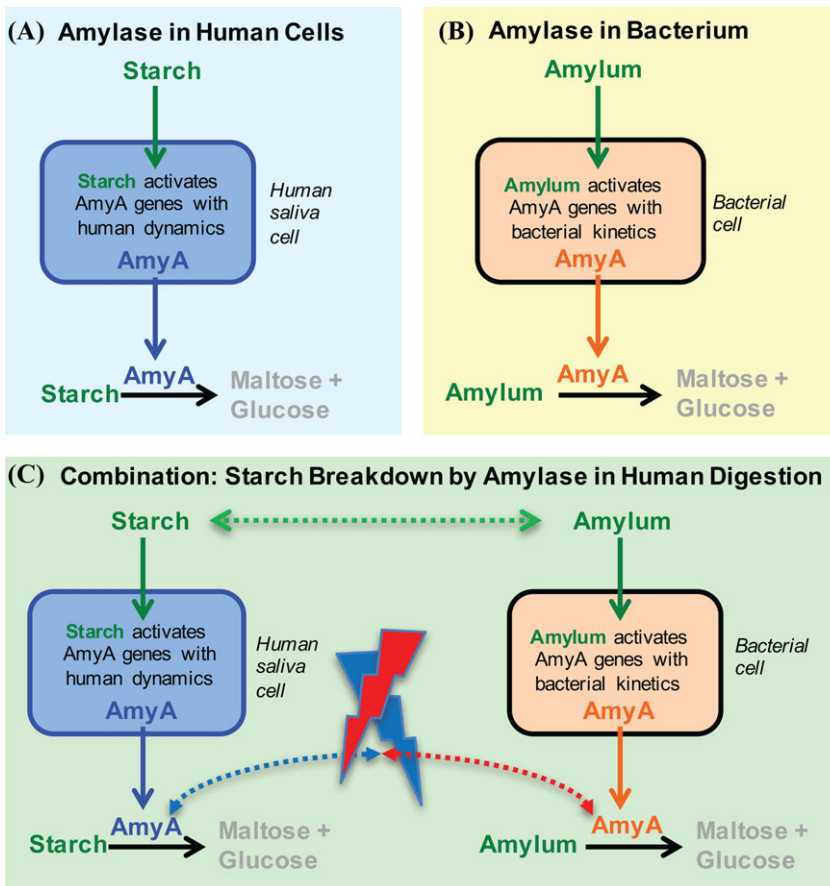 (A) Amylase in Human Cells
Starch
Starch activates
AmyA genes with
human dynamics
AmyA
Human
saliva
cell
AmyA
Starch
Maltose +
Glucose
(B) Amylase in Bacterium
Amylum
Amylum activates
AmyA genes with
bacterial kinetics
AmyA
Bacterial
cell
AmyA
Amylum
Maltose +
Glucose
(C) Combination: Starch Breakdown by Amylase in Human Digestion
Starch
Amylum
Starch activates
AmyA genes with
human dynamics
AmyA
Human
saliva
cell
Amylum activates
AmyA genes with
bacterial kinetics
AmyA
Bacterial
cell
AmyA
Starch
Maltose +
Glucose
AmyA
Amylum
Maltose +
Glucose